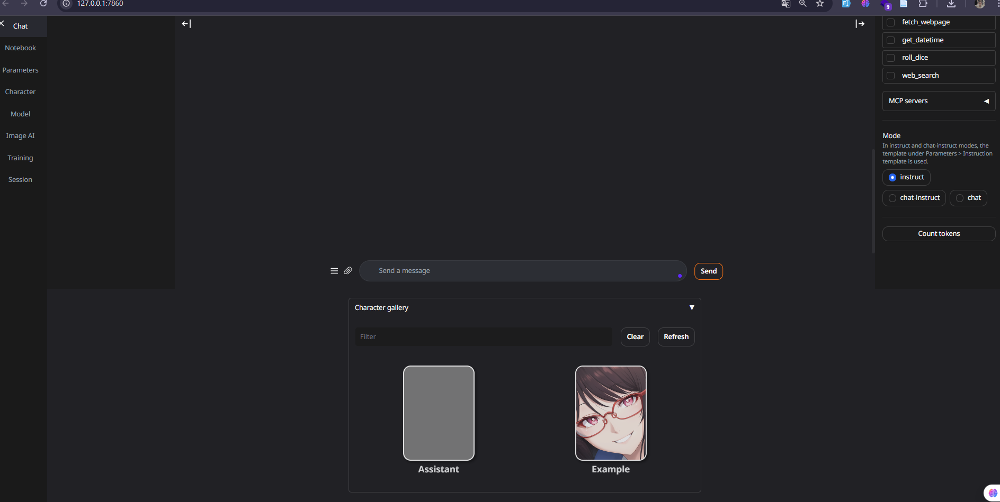 127.0.0.1:7860
9
Chat
Notebook
Parameters
Character
Model
Image AI
Training
Session
Send a message
Send
Character gallery
Filter
Clear
Refresh
Assistant
Example
fetch_webpage
get_datetime
roll_dice
web_search
MCP servers
Mode
In instruct and chat-instruct modes, the
template under Parameters > Instruction
template is used.
instruct
chat-instruct
chat
Count tokens